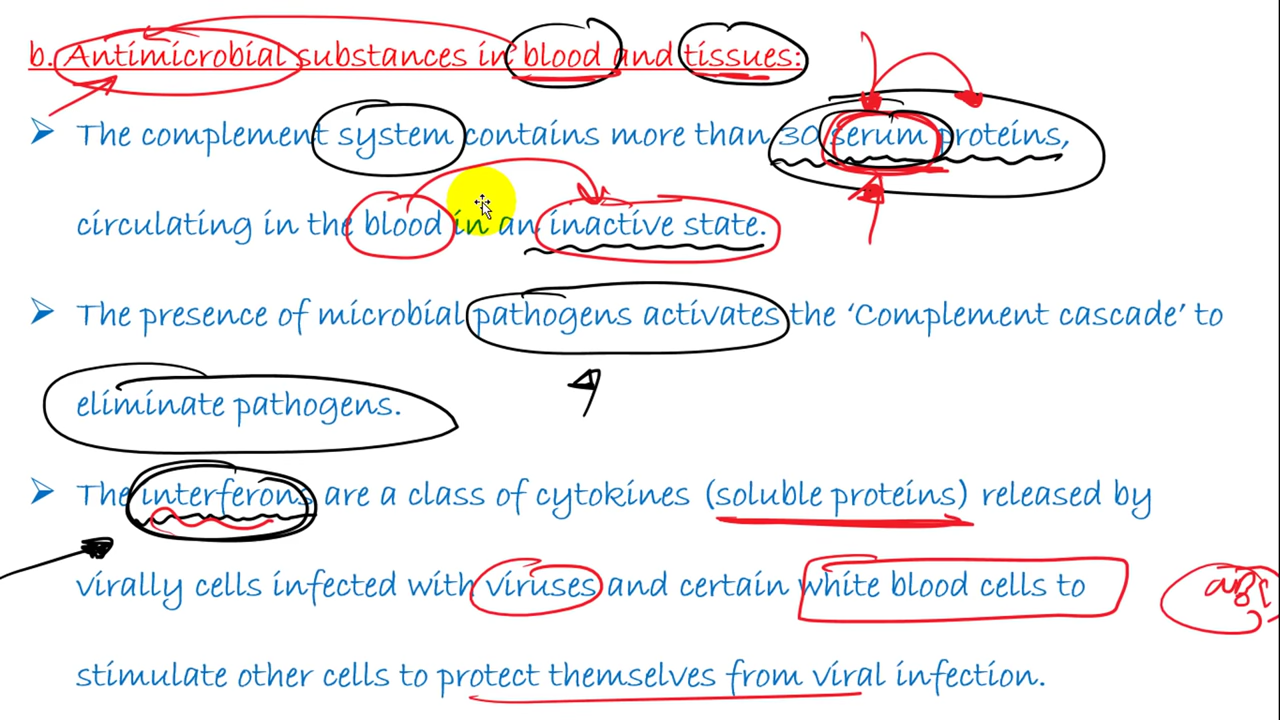 b. Antimicrobial substances in blood and tissues:
➢ The complement system contains more than 30 serum proteins,
circulating in the blood in an inactive state.
➢ The presence of microbial pathogens activates the ‘Complement cascade’ to
eliminate pathogens.
➢ The interferons are a class of cytokines (soluble proteins) released by
virally cells infected with viruses and certain white blood cells to
stimulate other cells to protect themselves from viral infection.